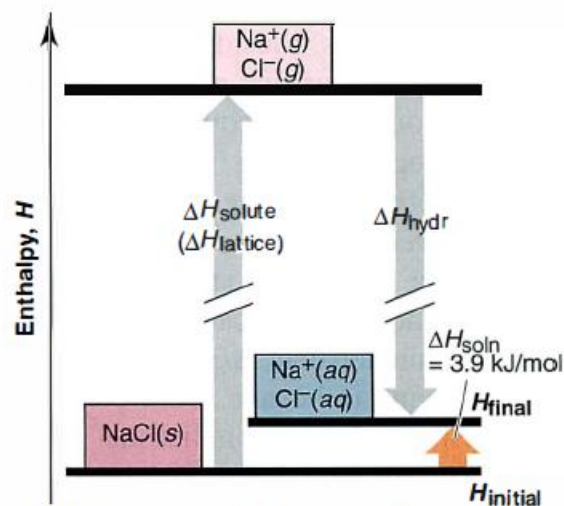 Enthalpy, H
Na⁺(g)
Cl⁻(g)
ΔHsolute
(ΔHlattice)
ΔHhydr
ΔHsoln
= 3.9 kJ/mol
Na⁺(aq)
Cl⁻(aq)
Hfinal
NaCl(s)
Hinitial